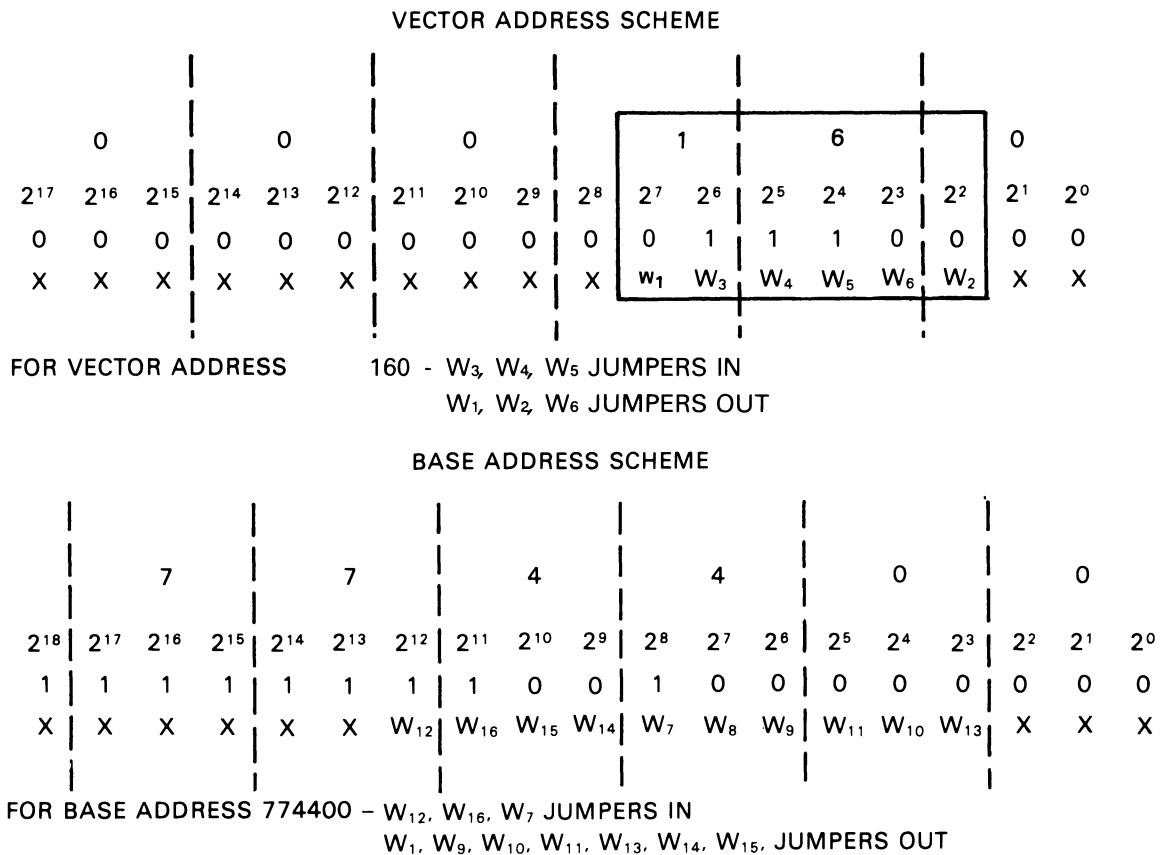 VECTOR ADDRESS SCHEME
0 0 0 1 6 0
2¹⁷ 2¹⁶ 2¹⁵ 2¹⁴ 2¹³ 2¹² 2¹¹ 2¹⁰ 2⁹ 2⁸ 2⁷ 2⁶ 2⁵ 2⁴ 2³ 2² 2¹ 2⁰
0 0 0 0 0 0 0 0 0 0 0 1 1 1 0 0 0 0
X X X X X X X X X X W₁ W₃ W₄ W₅ W₆ W₂ X X
FOR VECTOR ADDRESS 160 - W₃, W₄, W₅ JUMPERS IN
W₁, W₂, W₆ JUMPERS OUT
BASE ADDRESS SCHEME
7 7 4 4 0 0
2¹⁸ 2¹⁷ 2¹⁶ 2¹⁵ 2¹⁴ 2¹³ 2¹² 2¹¹ 2¹⁰ 2⁹ 2⁸ 2⁷ 2⁶ 2⁵ 2⁴ 2³ 2² 2¹ 2⁰
1 1 1 1 1 1 1 1 0 0 1 0 0 0 0 0 0 0 0
X X X X X X W₁₂ W₁₆ W₁₅ W₁₄ W₇ W₈ W₉ W₁₁ W₁₀ W₁₃ X X X
FOR BASE ADDRESS 774400 – W₁₂, W₁₆, W₇ JUMPERS IN
W₁, W₉, W₁₀, W₁₁, W₁₃, W₁₄, W₁₅, JUMPERS OUT